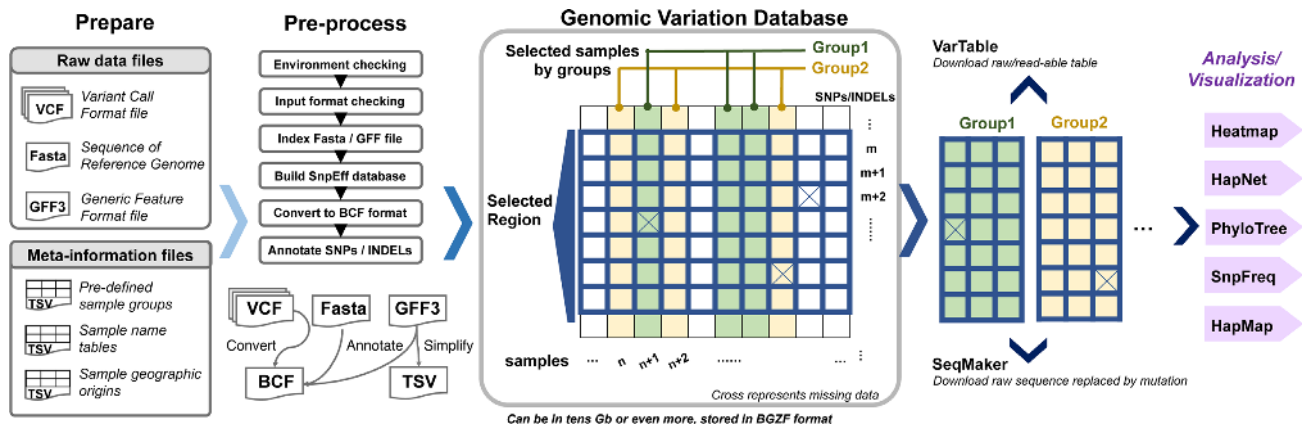 Prepare
Raw data files
VCF
Variant Call
Format file
Fasta
Sequence of
Reference Genome
GFF3
Generic Feature
Format file
Meta-information files
TSV
Pre-defined
sample groups
TSV
Sample name
tables
TSV
Sample geographic
origins
Pre-process
Environment checking
Input format checking
Index Fasta / GFF file
Build SnpEff database
Convert to BCF format
Annotate SNPs / INDELs
VCF
Fasta
GFF3
Convert
Annotate
Simplify
BCF
TSV
Genomic Variation Database
Selected samples
by groups
Group1
Group2
SNPs/INDELs
⋮
m
m+1
m+2
⋮
Selected
Region
samples
... n n+1 n+2 ...... ...
Cross represents missing data
Can be in tens Gb or even more, stored in BGZF format
VarTable
Download raw/read-able table
Group1
Group2
...
SeqMaker
Download raw sequence replaced by mutation
Analysis/
Visualization
Heatmap
HapNet
PhyloTree
SnpFreq
HapMap